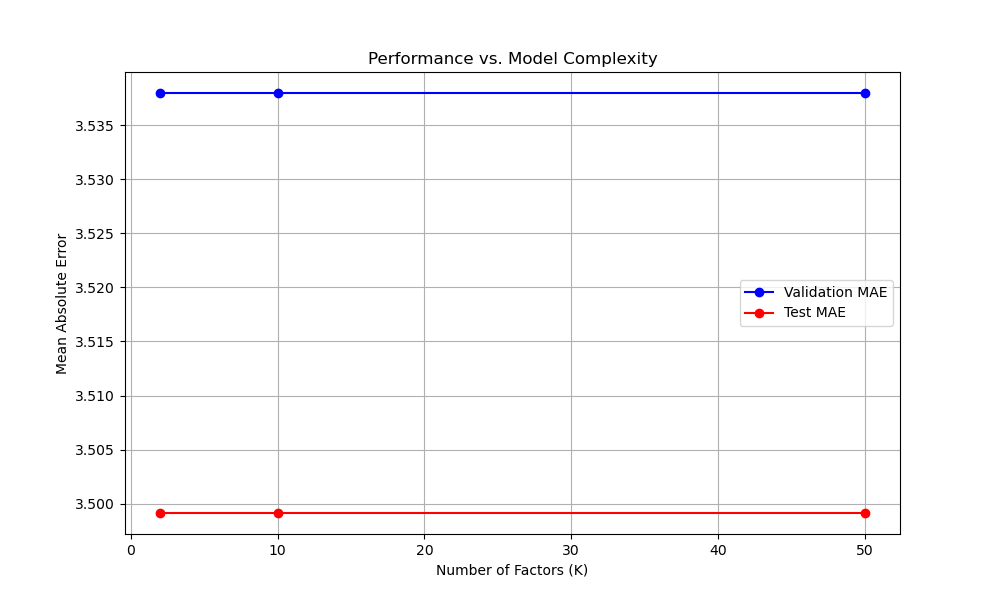 Performance vs. Model Complexity
Mean Absolute Error
3.535
3.530
3.525
3.520
3.515
3.510
3.505
3.500
Validation MAE
Test MAE
0 10 20 30 40 50
Number of Factors (K)